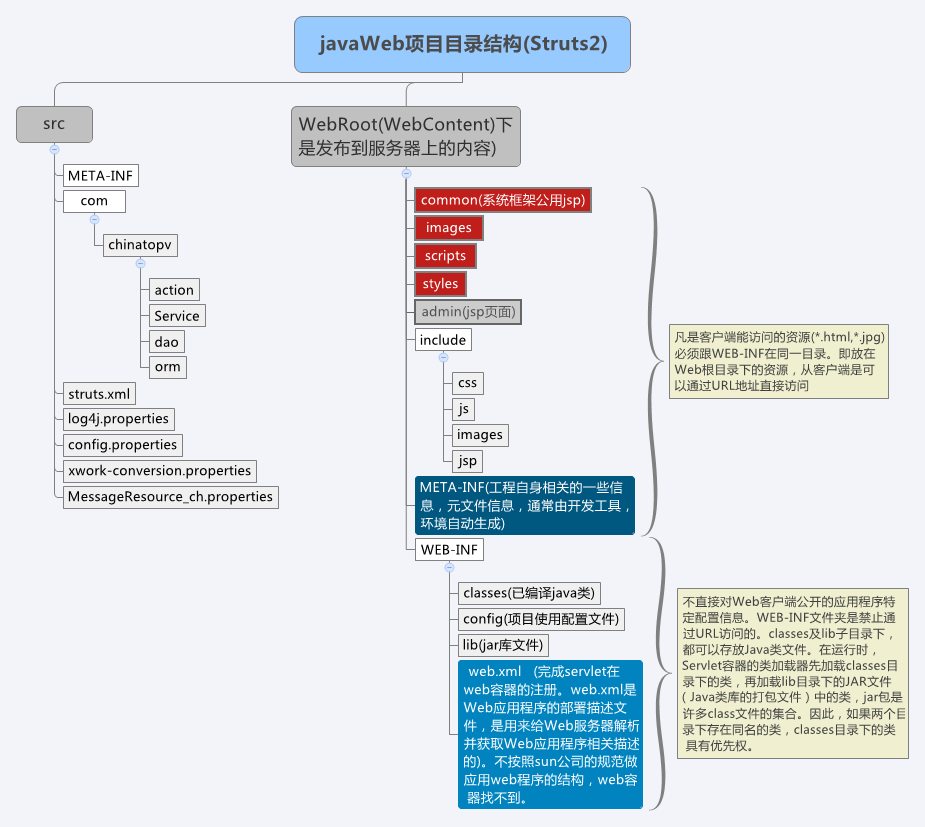 javaWeb项目目录结构(Struts2)
src
META-INF
com
chinatopv
action
Service
dao
orm
struts.xml
log4j.properties
config.properties
xwork-conversion.properties
MessageResource_ch.properties
WebRoot(WebContent)下
是发布到服务器上的内容)
common(系统框架公用jsp)
images
scripts
styles
admin(jsp页面)
include
css
js
images
jsp
META-INF(工程自身相关的一些信
息，元文件信息，通常由开发工具，
环境自动生成)
WEB-INF
classes(已编译java类)
config(项目使用配置文件)
lib(jar库文件)
web.xml （完成servlet在
web容器的注册。web.xml是
Web应用程序的部署描述文
件，是用来给Web服务器解析
并获取Web应用程序相关描述
的)。不按照sun公司的规范做
应用web程序的结构，web容
器找不到。
凡是客户端能访问的资源(*.html,*.jpg)
必须跟WEB-INF在同一目录。即放在
Web根目录下的资源，从客户端是可
以通过URL地址直接访问
不直接对Web客户端公开的应用程序特
定配置信息。WEB-INF文件夹是禁止通
过URL访问的。classes及lib子目录下，
都可以存放Java类文件。在运行时，
Servlet容器的类加载器先加载classes目
录下的类，再加载lib目录下的JAR文件
（Java类库的打包文件）中的类，jar包是
许多class文件的集合。因此，如果两个目
录下存在同名的类，classes目录下的类
具有优先权。